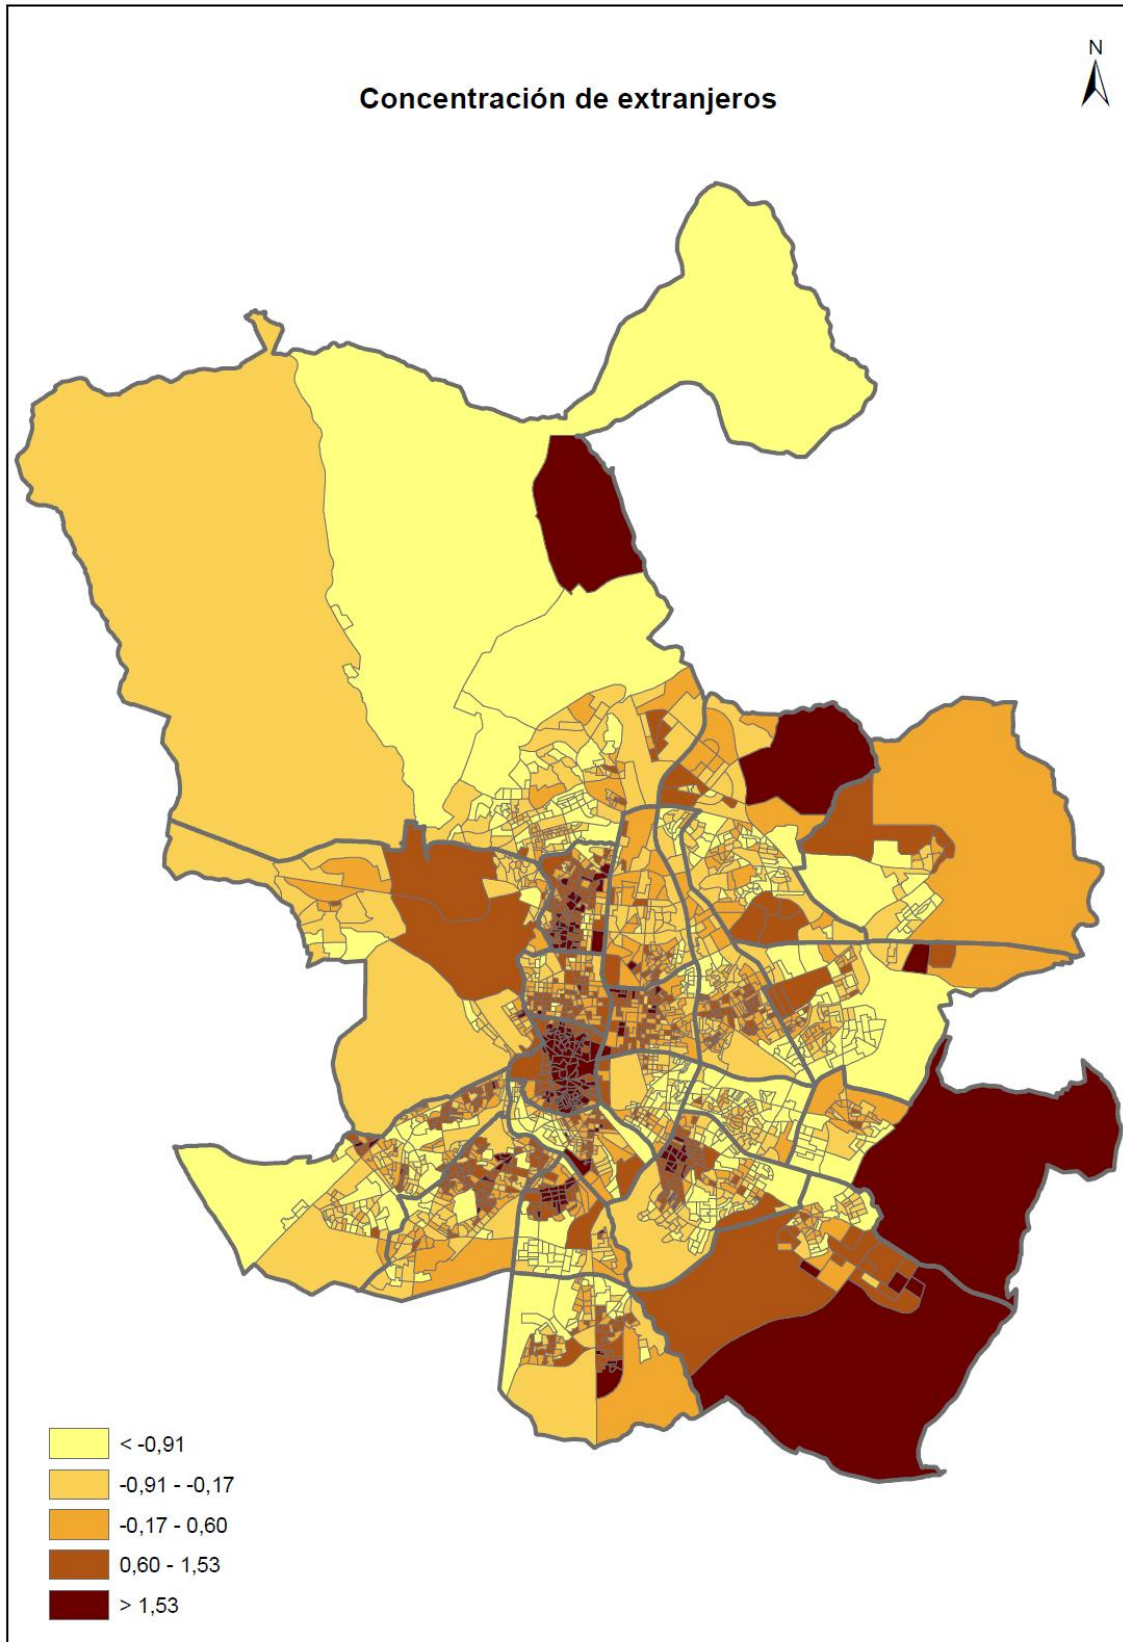 N
Concentración de extranjeros
< -0,91
-0,91 - -0,17
-0,17 - 0,60
0,60 - 1,53
> 1,53